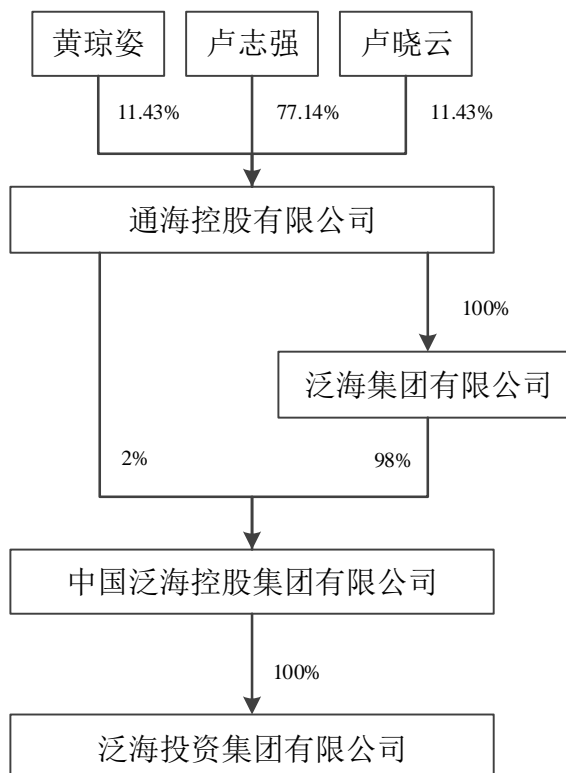 黄琼姿
卢志强
卢晓云
11.43%
77.14%
11.43%
通海控股有限公司
100%
泛海集团有限公司
2%
98%
中国泛海控股集团有限公司
100%
泛海投资集团有限公司